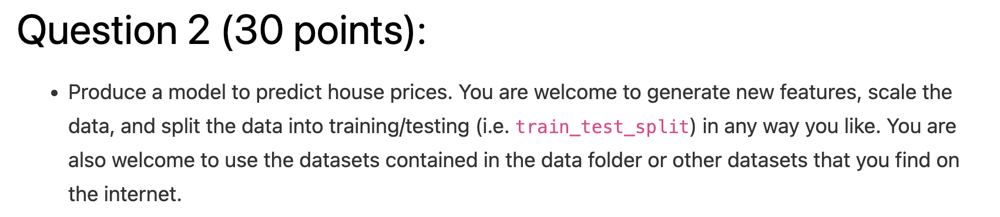 Question 2 (30 points):
• Produce a model to predict house prices. You are welcome to generate new features, scale the
data, and split the data into training/testing (i.e. train_test_split) in any way you like. You are
also welcome to use the datasets contained in the data folder or other datasets that you find on
the internet.